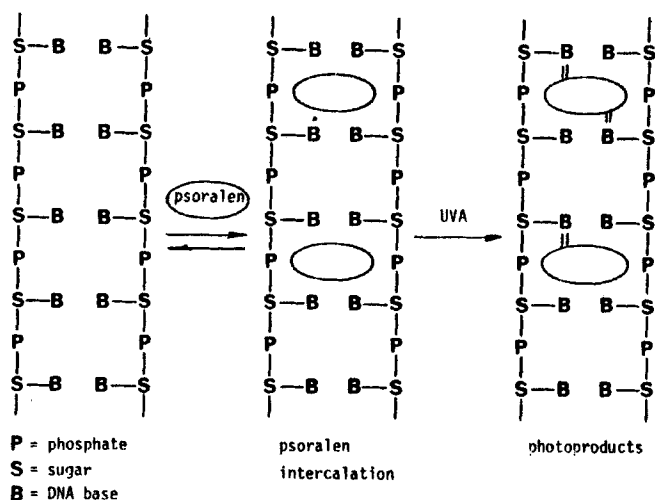 S—B B—S S—B B—S S—B B—S
P P P P P P
S—B B—S S—B B—S S—B B—S
P P P P P P
psoralen
S—B B—S S—B B—S UVA S—B B—S
P P P P P P
S—B B—S S—B B—S S—B B—S
P P P P P P
S—B B—S S—B B—S S—B B—S
P = phosphate
S = sugar
B = DNA base
psoralen
intercalation
photoproducts